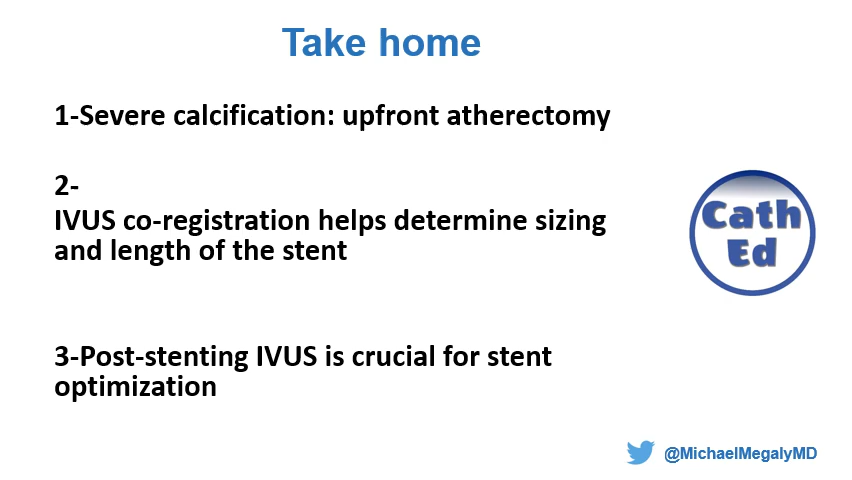 Take home
1-Severe calcification: upfront atherectomy
2-
IVUS co-registration helps determine sizing
and length of the stent
Cath
Ed
3-Post-stenting IVUS is crucial for stent
optimization
@MichaelMegalyMD